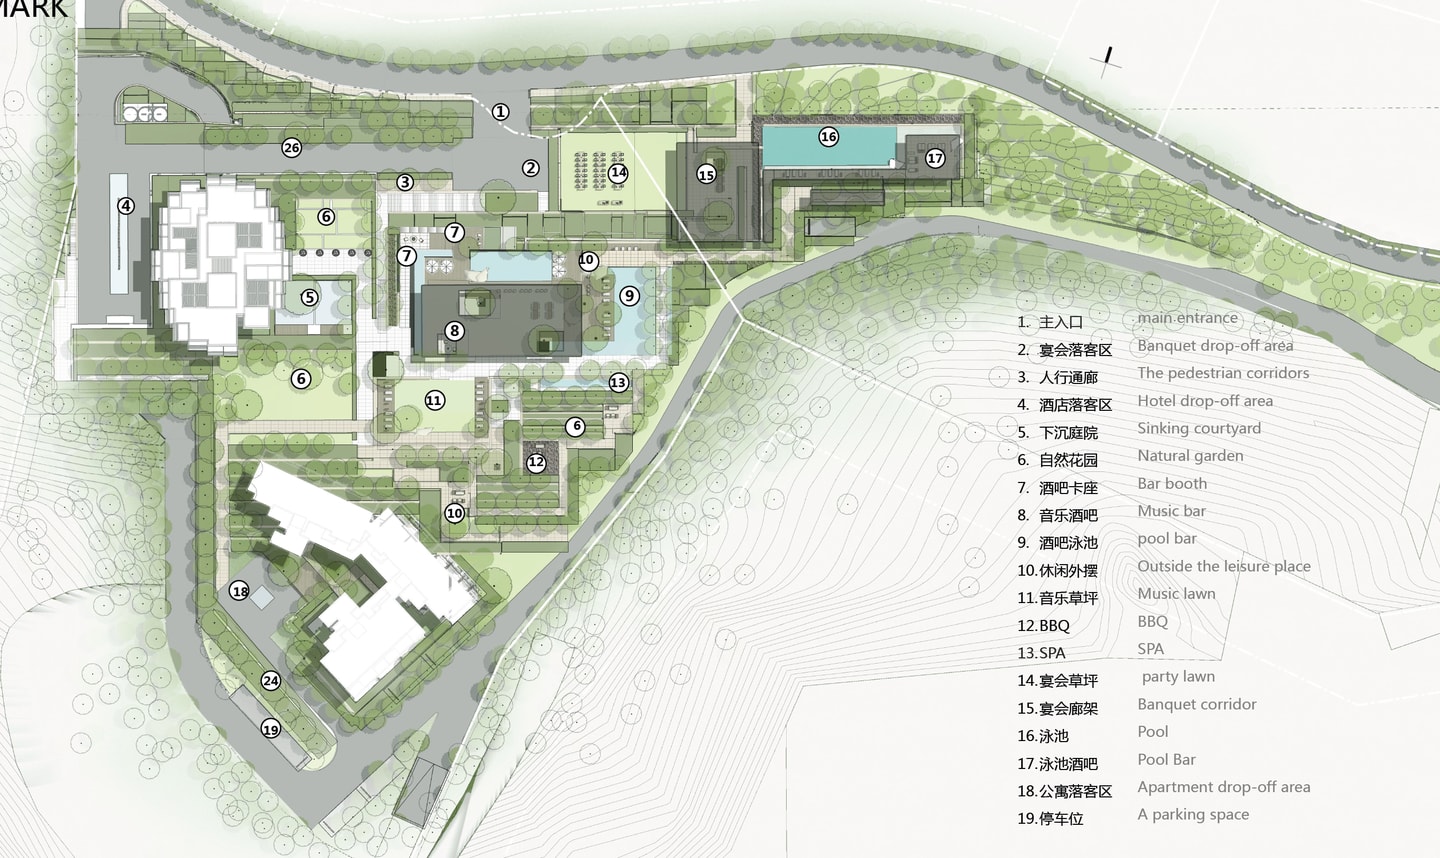 MARK
1
26
2
14
16
15
17
3
4
6
7
7
10
5
9
8
6
13
11
6
12
10
18
24
19
1. 主入口 main entrance
2. 宴会落客区 Banquet drop-off area
3. 人行通廊 The pedestrian corridors
4. 酒店落客区 Hotel drop-off area
5. 下沉庭院 Sinking courtyard
6. 自然花园 Natural garden
7. 酒吧卡座 Bar booth
8. 音乐酒吧 Music bar
9. 酒吧泳池 pool bar
10.休闲外摆 Outside the leisure place
11.音乐草坪 Music lawn
12.BBQ BBQ
13.SPA SPA
14.宴会草坪 party lawn
15.宴会廊架 Banquet corridor
16.泳池 Pool
17.泳池酒吧 Pool Bar
18.公寓落客区 Apartment drop-off area
19.停车位 A parking space